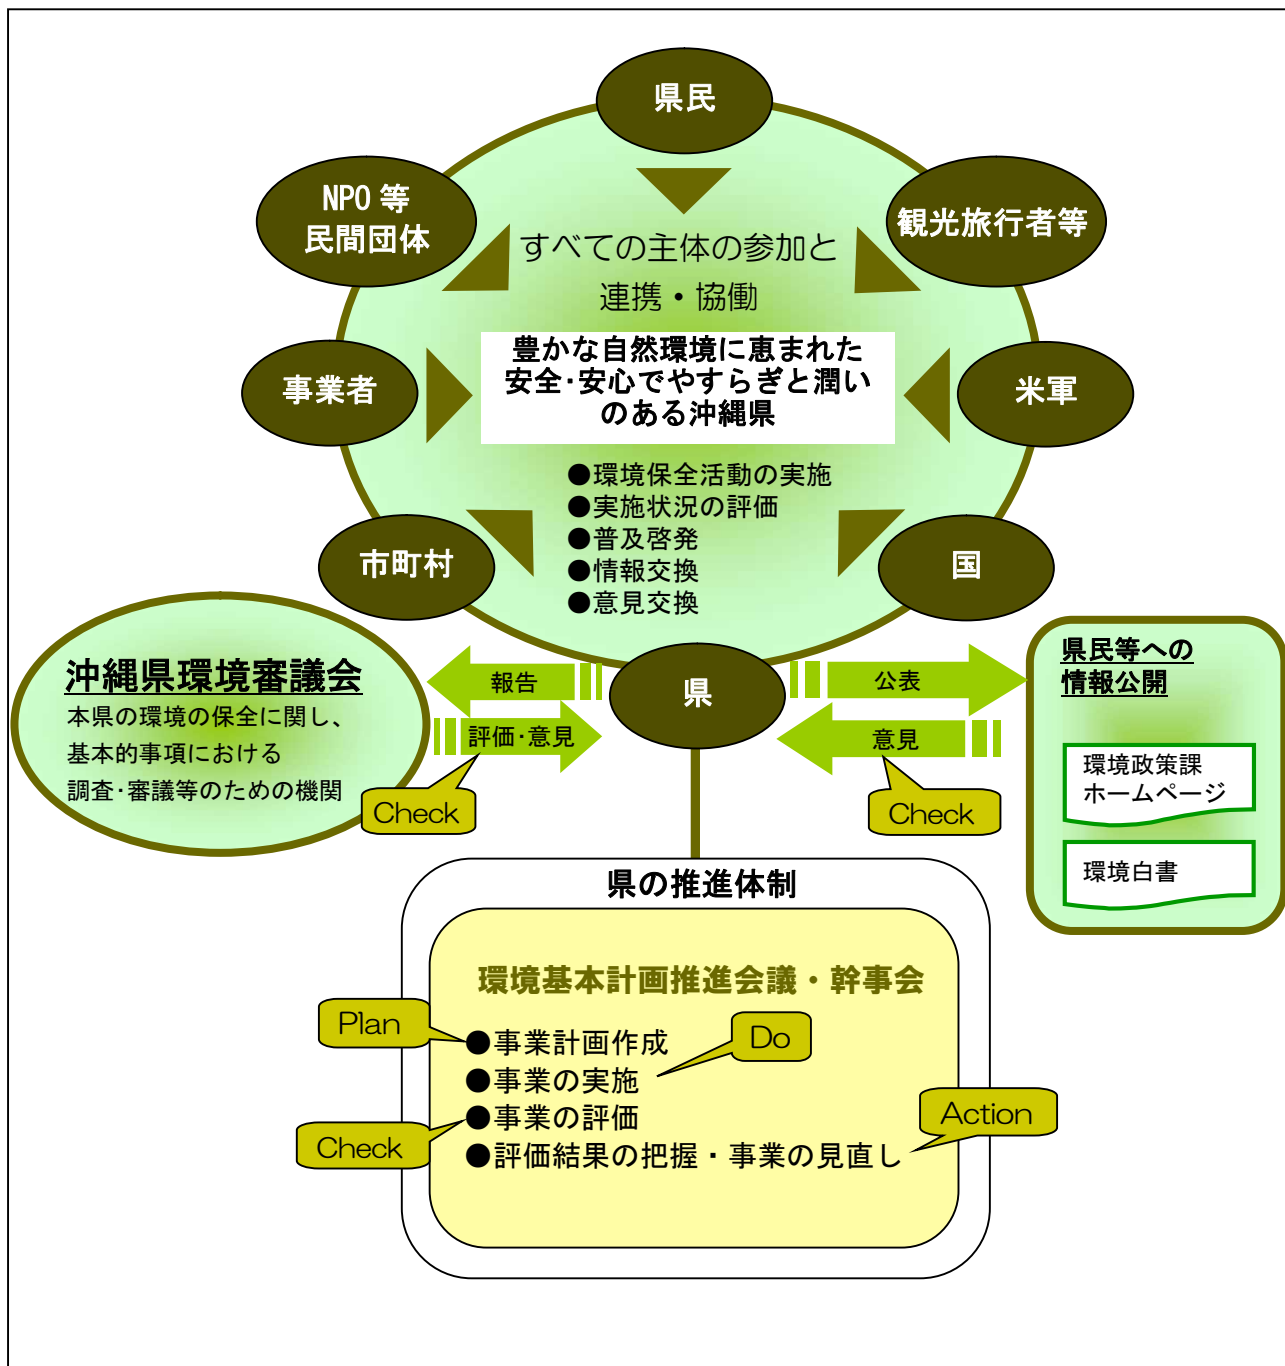 県民
NPO 等
民間団体
観光旅行者等
すべての主体の参加と
連携・協働
豊かな自然環境に恵まれた
安全･安心でやすらぎと潤い
のある沖縄県
事業者
米軍
●環境保全活動の実施
●実施状況の評価
●普及啓発
●情報交換
●意見交換
市町村
国
県
沖縄県環境審議会
本県の環境の保全に関し、
基本的事項における
調査･審議等のための機関
報告
評価･意見
Check
公表
意見
Check
県民等への
情報公開
環境政策課
ホームページ
環境白書
県の推進体制
環境基本計画推進会議・幹事会
Plan
●事業計画作成
Do
●事業の実施
●事業の評価
Check
●評価結果の把握・事業の見直し
Action